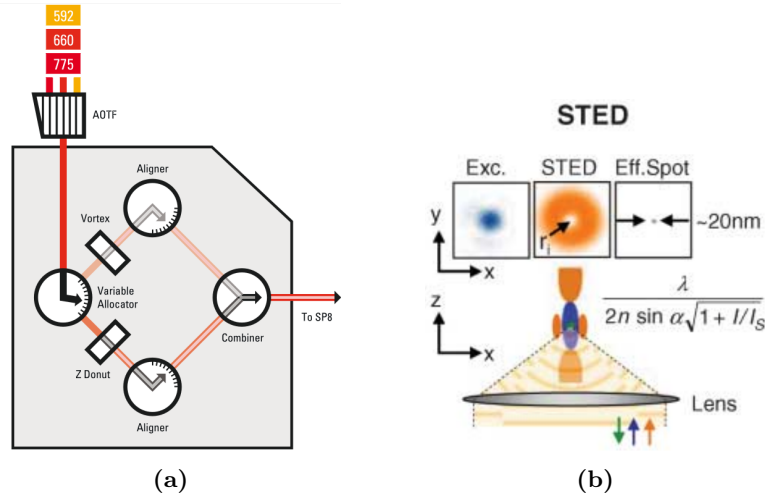 592
660
775
AOTF
Aligner
Vortex
Variable
Allocator
To SP8
Combiner
Z Donut
Aligner
(a)
STED
Exc. STED Eff.Spot
y
r_i
~20nm
x
z
λ
2n sin α√1 + I/I_S
x
Lens
(b)